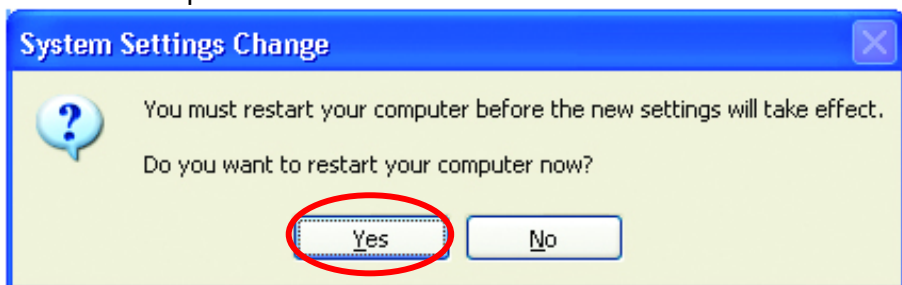 System Settings Change
You must restart your computer before the new settings will take effect.
Do you want to restart your computer now?
Yes
No